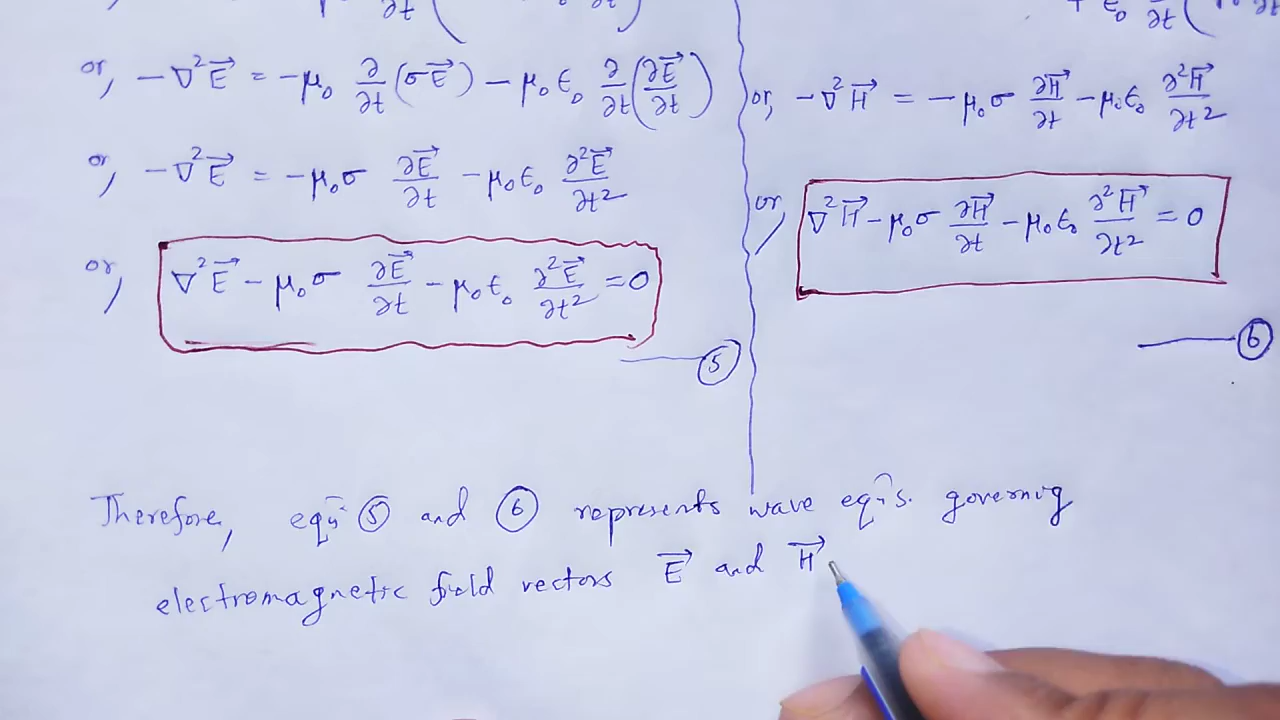 or, -∇²E⃗ = -μ₀ ∂/∂t (σE⃗) - μ₀ε₀ ∂/∂t (∂E⃗/∂t)
or, -∇²E⃗ = -μ₀σ ∂E⃗/∂t - μ₀ε₀ ∂²E⃗/∂t²
or, ∇²E⃗ - μ₀σ ∂E⃗/∂t - μ₀ε₀ ∂²E⃗/∂t² = 0
⑤
or, -∇²H⃗ = -μ₀σ ∂H⃗/∂t - μ₀ε₀ ∂²H⃗/∂t²
or, ∇²H⃗ - μ₀σ ∂H⃗/∂t - μ₀ε₀ ∂²H⃗/∂t² = 0
⑥
Therefore, eqn ⑤ and ⑥ represents wave eqns. governing
electromagnetic field vectors E⃗ and H⃗